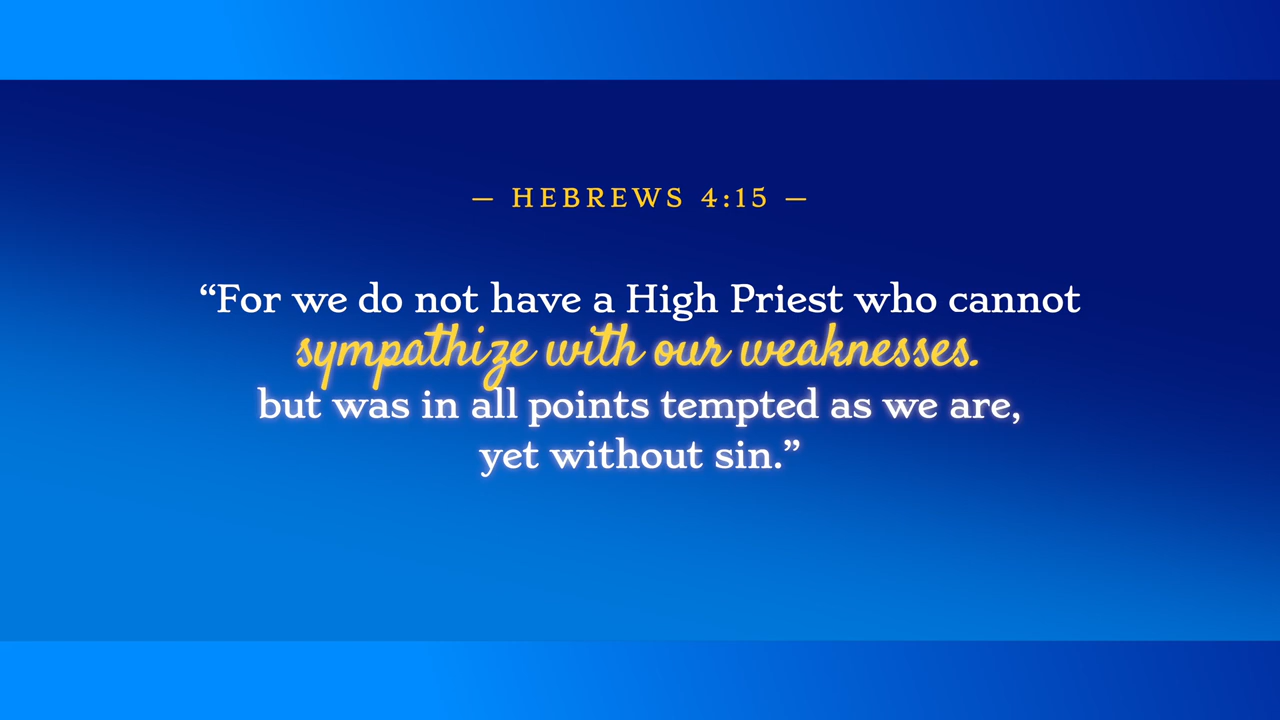 — HEBREWS 4:15 —
“For we do not have a High Priest who cannot
sympathize with our weaknesses.
but was in all points tempted as we are,
yet without sin.”